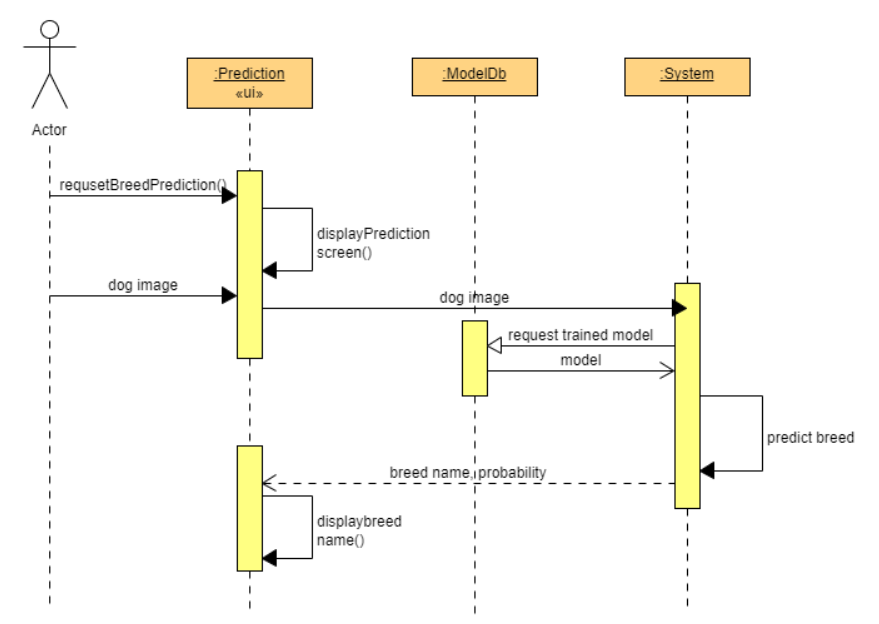 :Prediction
«ui»
:ModelDb
:System
Actor
requsetBreedPrediction()
displayPrediction
screen()
dog image
dog image
request trained model
model
predict breed
breed name, probability
displaybreed
name()